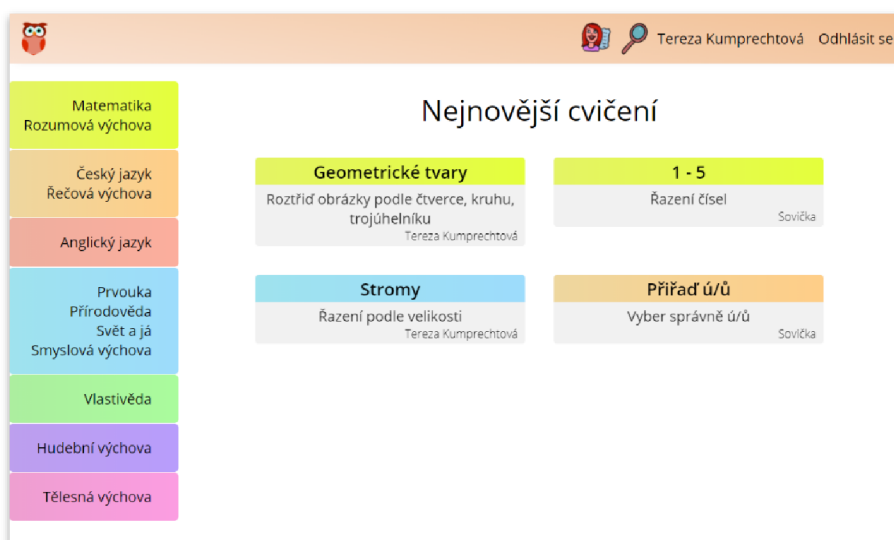 Tereza Kumprechtová Odhlásit se
Matematika
Rozumová výchova
Český jazyk
Řečová výchova
Anglický jazyk
Prvouka
Přírodověda
Svět a já
Smyslová výchova
Vlastivěda
Hudební výchova
Tělesná výchova
Nejnovější cvičení
Geometrické tvary
Roztřiď obrázky podle čtverce, kruhu,
trojúhelníku
Tereza Kumprechtová
1 - 5
Řazení čísel
Sovička
Stromy
Řazení podle velikosti
Tereza Kumprechtová
Přiřaď ú/ů
Vyber správně ú/ů
Sovička